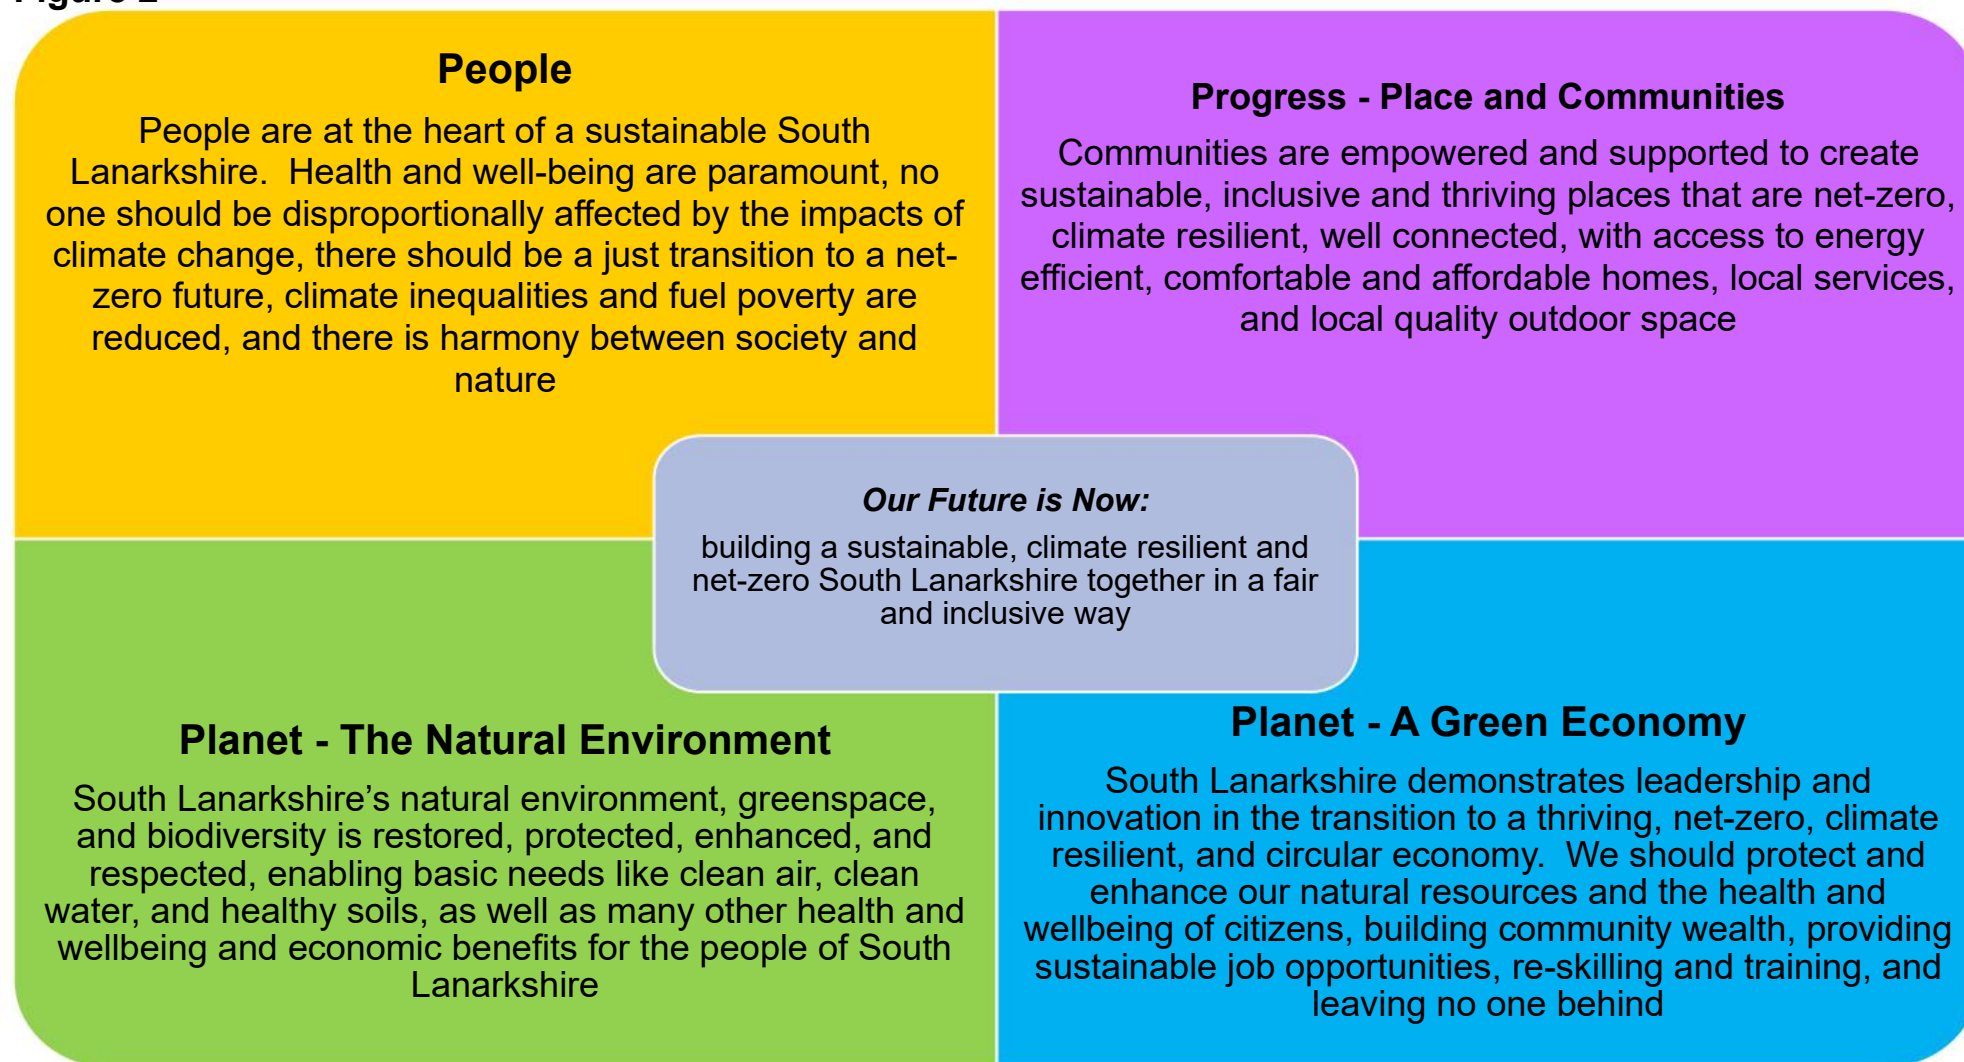 Figure 2
People
People are at the heart of a sustainable South
Lanarkshire.  Health and well-being are paramount, no
one should be disproportionally affected by the impacts of
climate change, there should be a just transition to a net-
zero future, climate inequalities and fuel poverty are
reduced, and there is harmony between society and
nature
Progress - Place and Communities
Communities are empowered and supported to create
sustainable, inclusive and thriving places that are net-zero,
climate resilient, well connected, with access to energy
efficient, comfortable and affordable homes, local services,
and local quality outdoor space
Our Future is Now:
building a sustainable, climate resilient and
net-zero South Lanarkshire together in a fair
and inclusive way
Planet - The Natural Environment
South Lanarkshire’s natural environment, greenspace,
and biodiversity is restored, protected, enhanced, and
respected, enabling basic needs like clean air, clean
water, and healthy soils, as well as many other health and
wellbeing and economic benefits for the people of South
Lanarkshire
Planet - A Green Economy
South Lanarkshire demonstrates leadership and
innovation in the transition to a thriving, net-zero, climate
resilient, and circular economy.  We should protect and
enhance our natural resources and the health and
wellbeing of citizens, building community wealth, providing
sustainable job opportunities, re-skilling and training, and
leaving no one behind